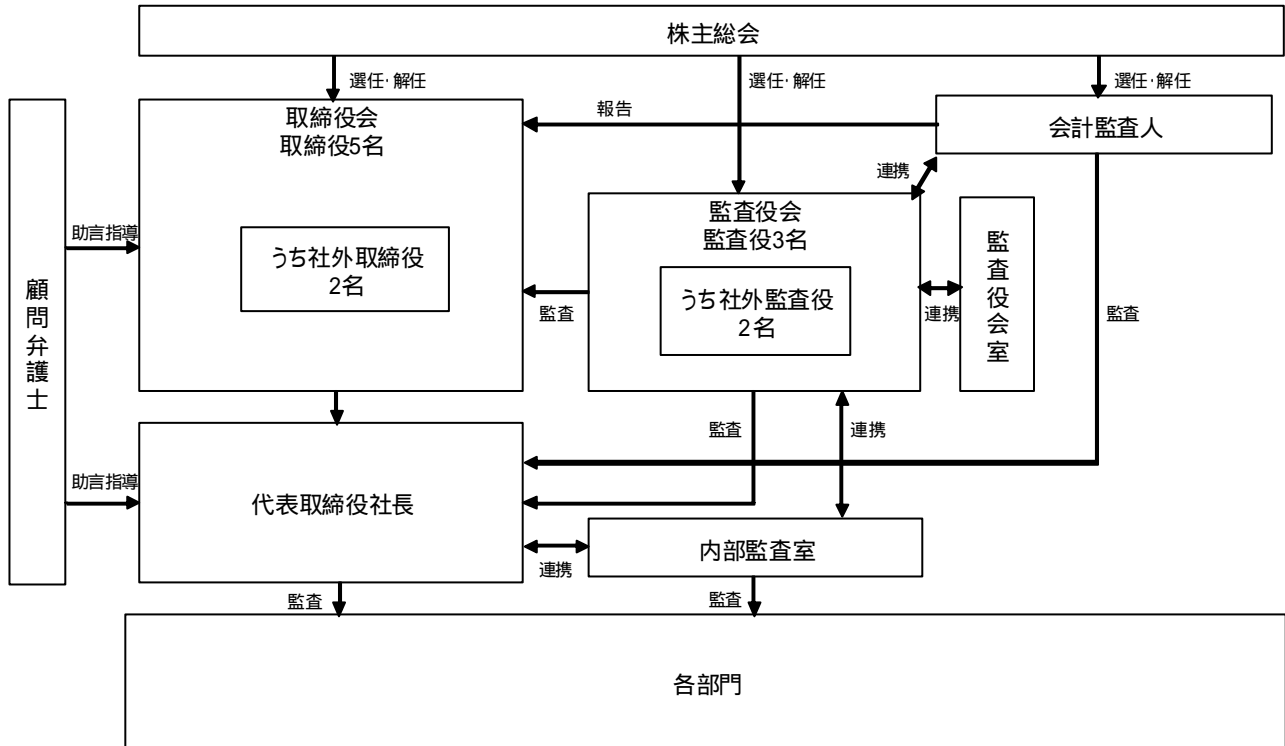 株主総会
選任・解任
選任・解任
選任・解任
取締役会
取締役5名
報告
会計監査人
連携
監査役会
監査役3名
助言指導
うち社外取締役
2名
監査
うち社外監査役
2名
連携
監査役会室
監査
顧問弁護士
監査
連携
助言指導
代表取締役社長
内部監査室
連携
監査
監査
各部門